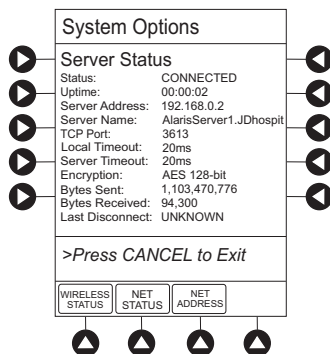 System Options
Server Status
Status: CONNECTED
Uptime: 00:00:02
Server Address: 192.168.0.2
Server Name: AlarisServer1.JDhospit
TCP Port: 3613
Local Timeout: 20ms
Server Timeout: 20ms
Encryption: AES 128-bit
Bytes Sent: 1,103,470,776
Bytes Received: 94,300
Last Disconnect: UNKNOWN
>Press CANCEL to Exit
WIRELESS STATUS
NET STATUS
NET ADDRESS